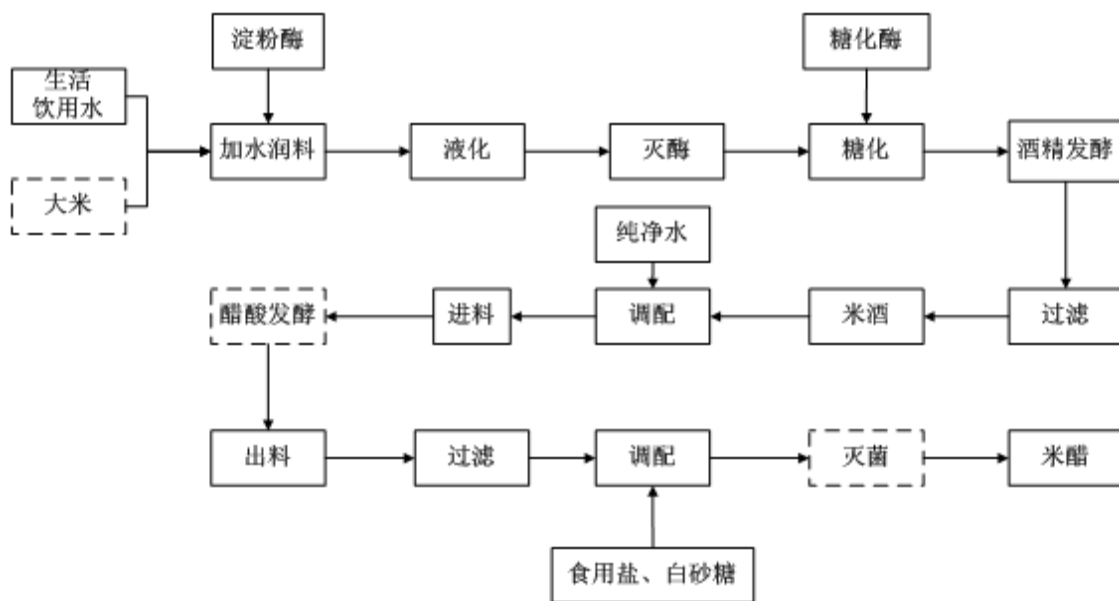 淀粉酶
糖化酶
生活
饮用水
加水润料
液化
灭酶
糖化
酒精发酵
大米
纯净水
醋酸发酵
进料
调配
米酒
过滤
出料
过滤
调配
灭菌
米醋
食用盐、白砂糖